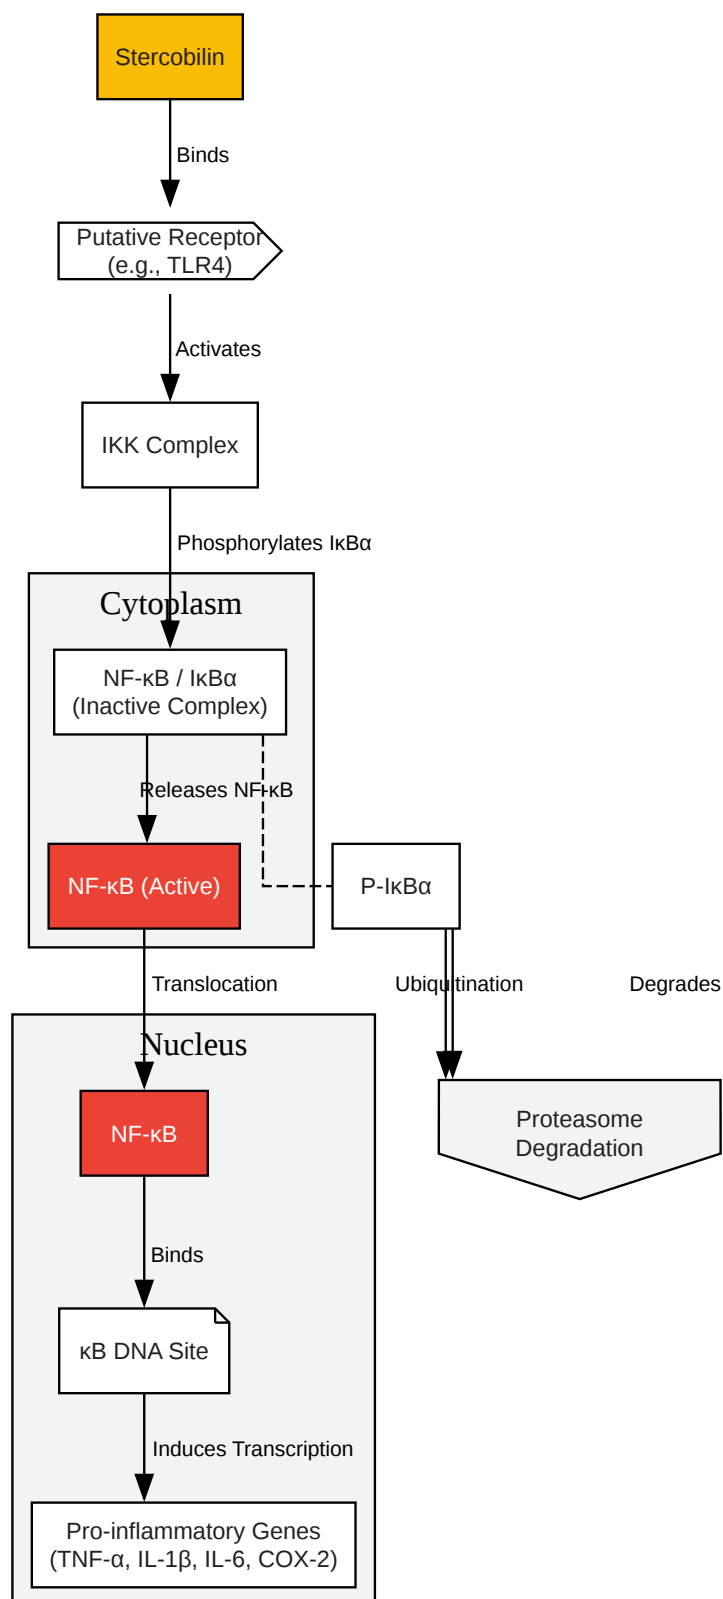 Stercobilin
Binds
Putative Receptor
(e.g., TLR4)
Activates
IKK Complex
Phosphorylates IκBα
Cytoplasm
NF-κB / IκBα
(Inactive Complex)
Releases NF-κB
NF-κB (Active)
P-IκBα
Translocation
Ubiquitination
Degrades
Nucleus
NF-κB
Proteasome
Degradation
Binds
κB DNA Site
Induces Transcription
Pro-inflammatory Genes
(TNF-α, IL-1β, IL-6, COX-2)